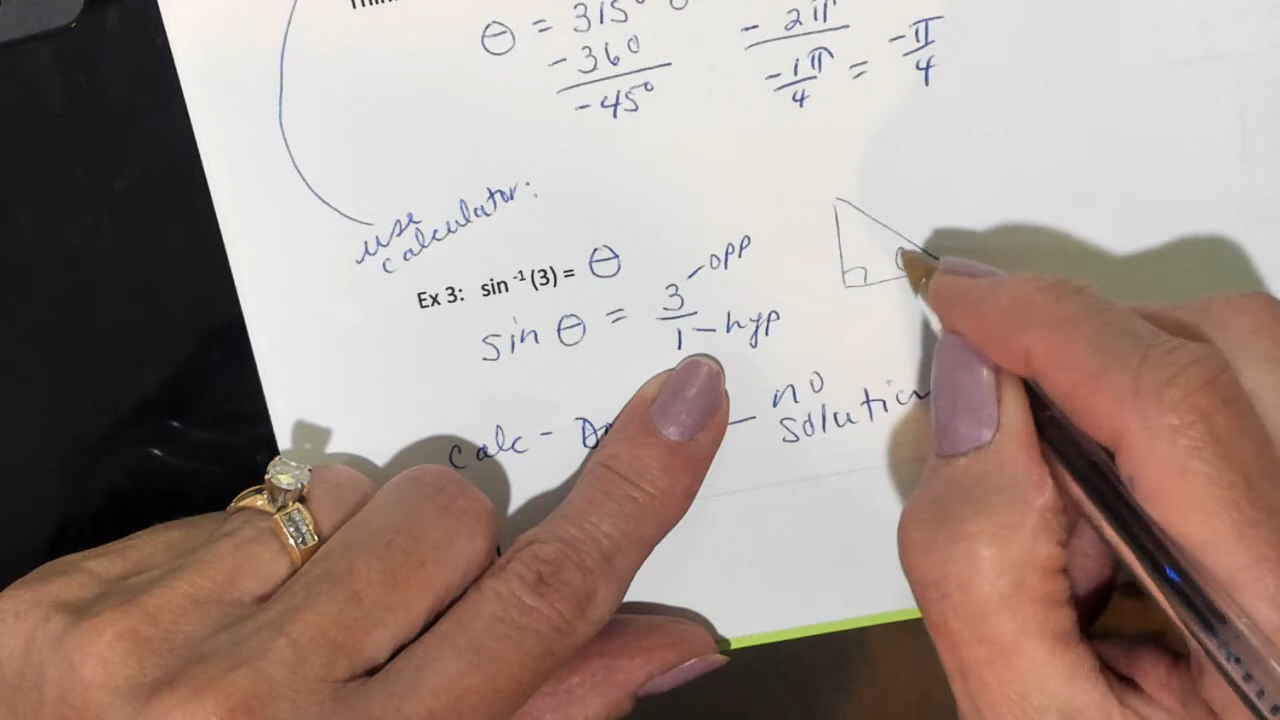 θ = 315°
- 360
-45°
- 2π
-1π/4 = -π/4
use
calculator:
Ex 3: sin⁻¹(3) = θ
sin θ = 3/1
- opp
- hyp
calc - — no
solution